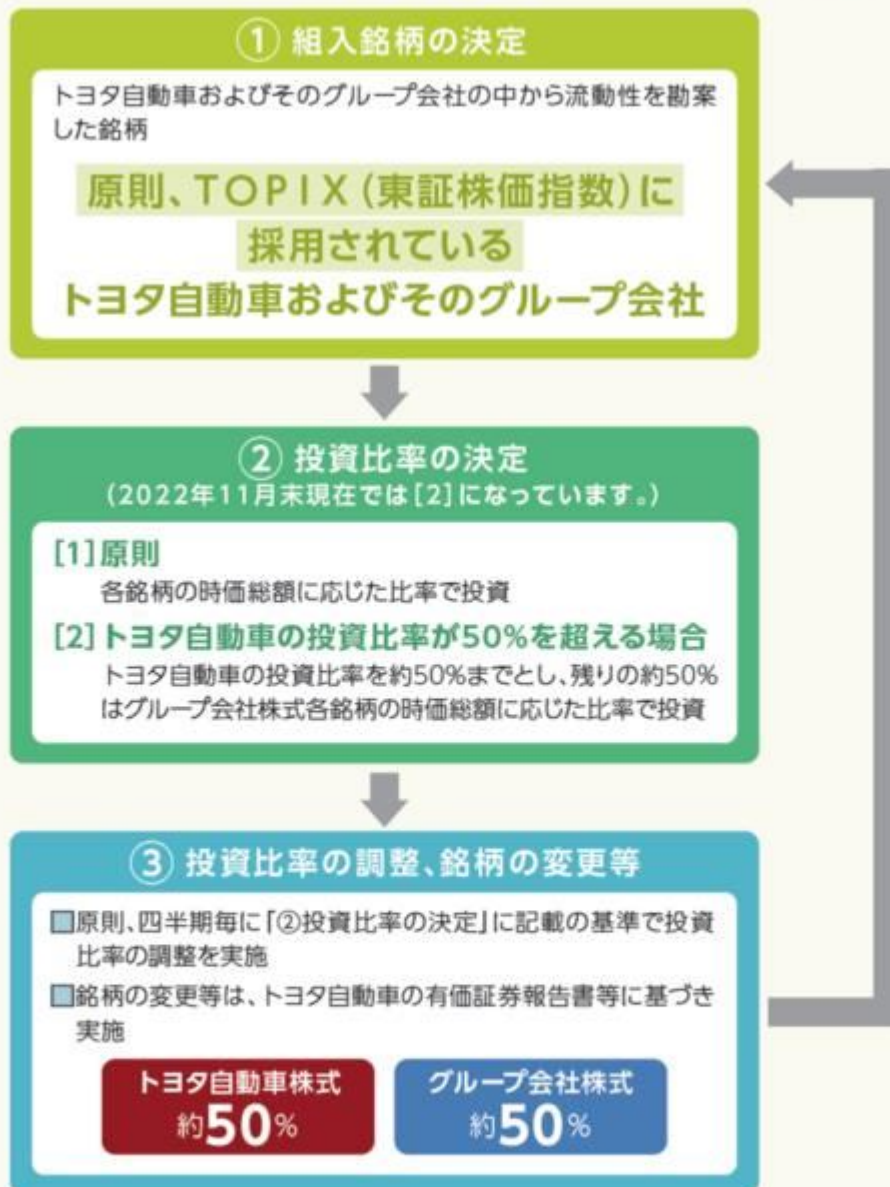 ① 組入銘柄の決定
トヨタ自動車およびそのグループ会社の中から流動性を勘案
した銘柄
原則、TOPIX(東証株価指数)に
採用されている
トヨタ自動車およびそのグループ会社
② 投資比率の決定
(2022年11月末現在では[2]になっています。)
[1]原則
各銘柄の時価総額に応じた比率で投資
[2]トヨタ自動車の投資比率が50%を超える場合
トヨタ自動車の投資比率を約50%までとし、残りの約50%
はグループ会社株式各銘柄の時価総額に応じた比率で投資
③ 投資比率の調整、銘柄の変更等
■原則、四半期毎に「②投資比率の決定」に記載の基準で投資
比率の調整を実施
■銘柄の変更等は、トヨタ自動車の有価証券報告書等に基づき
実施
トヨタ自動車株式
約50%
グループ会社株式
約50%